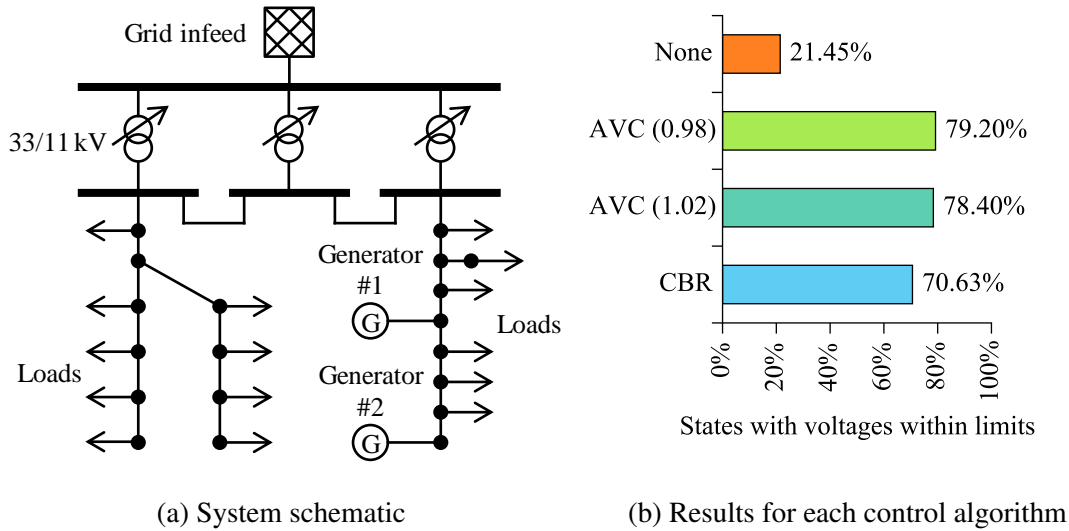 Grid infeed
33/11 kV
Generator
#1
G
Loads
Loads
Generator
#2
G
(a) System schematic
None
21.45%
AVC (0.98)
79.20%
AVC (1.02)
78.40%
CBR
70.63%
0%
20%
40%
60%
80%
100%
States with voltages within limits
(b) Results for each control algorithm